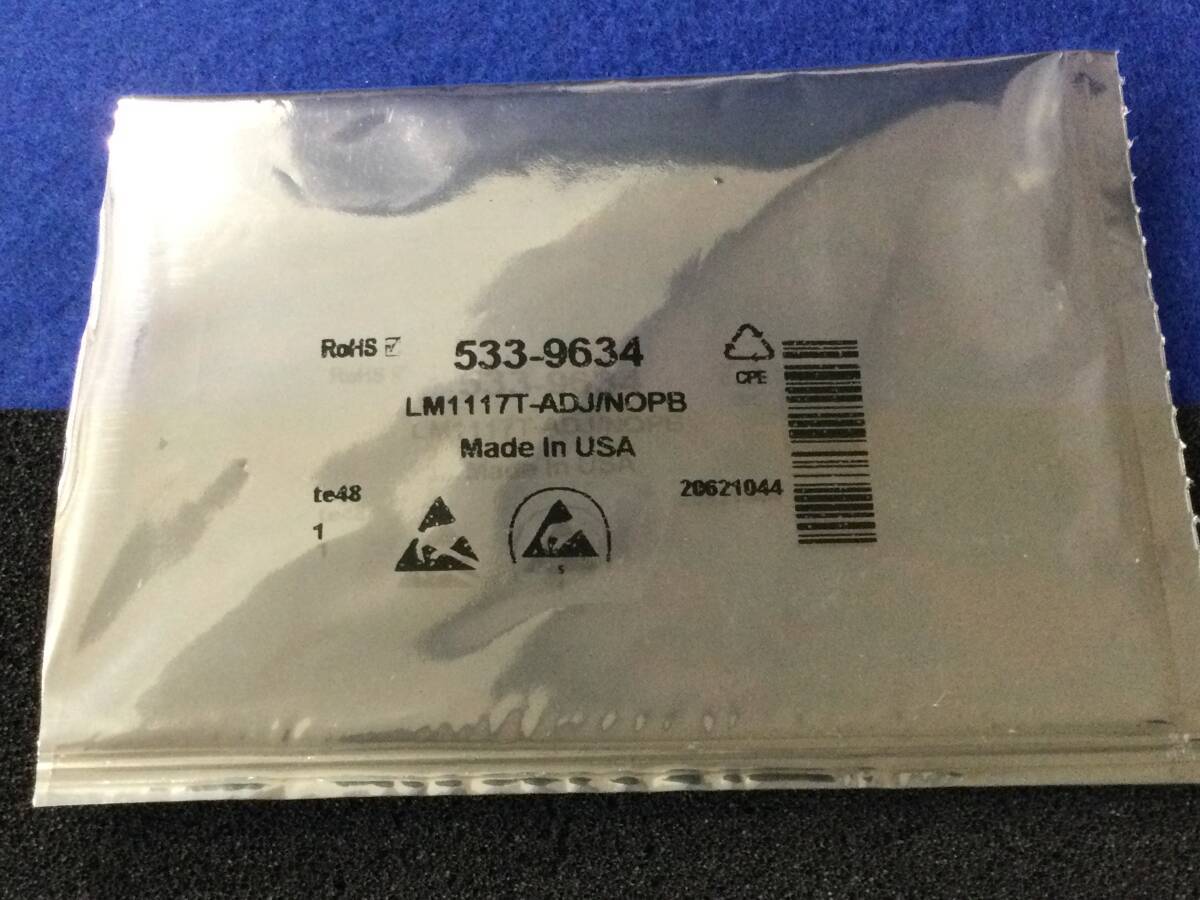 RoHS 533-9634
CPE
LM1117T-ADJ/NOPB
Made In USA
te48 20621044
1
S